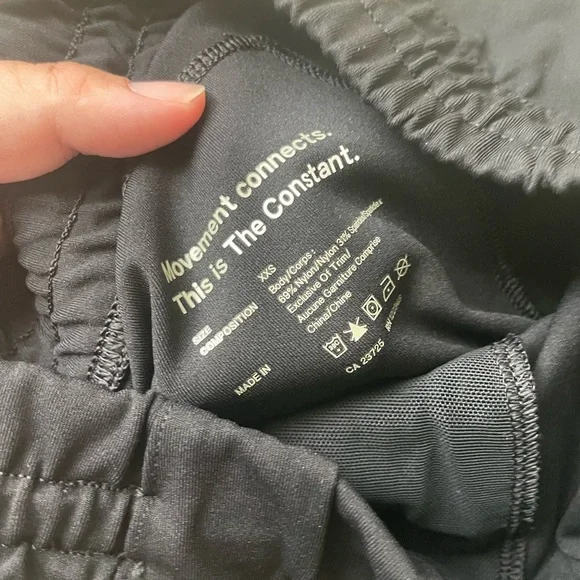 Movement connects.
This is The Constant.
SIZE XXS
COMPOSITION Body/Corps:
69% Nylon/Nylon 31% Spandex/Spandex
Exclusive Of Trim/
Aucune Garniture Comprise
MADE IN China/Chine
CA 23725